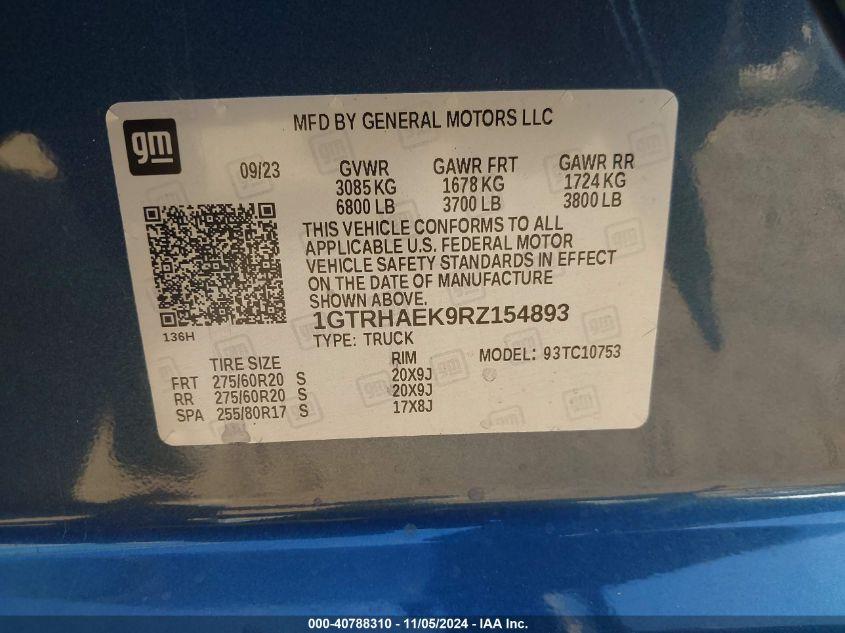 gm
MFD BY GENERAL MOTORS LLC
09/23 GVWR GAWR FRT GAWR RR
3085 KG 1678 KG 1724 KG
6800 LB 3700 LB 3800 LB
THIS VEHICLE CONFORMS TO ALL
APPLICABLE U.S. FEDERAL MOTOR
VEHICLE SAFETY STANDARDS IN EFFECT
ON THE DATE OF MANUFACTURE
SHOWN ABOVE.
136H
1GTRHAEK9RZ154893
TYPE: TRUCK MODEL: 93TC10753
TIRE SIZE RIM
FRT 275/60R20 S 20X9J
RR 275/60R20 S 20X9J
SPA 255/80R17 S 17X8J
000-40788310 - 11/05/2024 - IAA Inc.